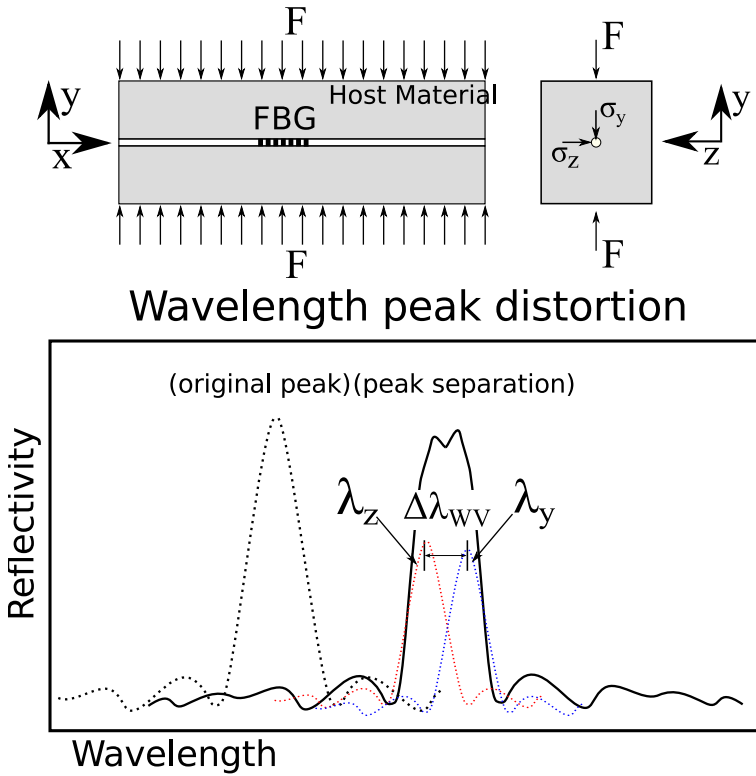 F
F
y
Host Material
FBG
σy
y
x
σz
z
F
F
Wavelength peak distortion
(original peak)(peak separation)
λz
Δλwv
λy
Reflectivity
Wavelength